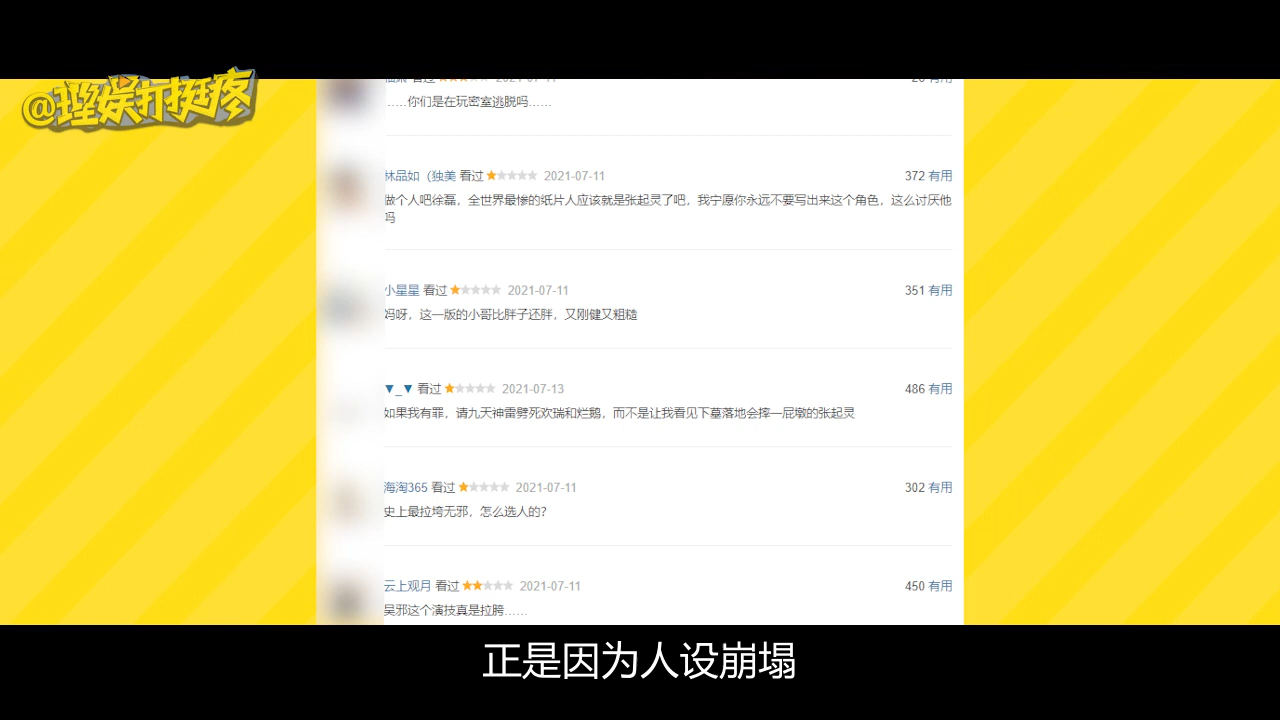 @理娱打挺疼
……你们是在玩密室逃脱吗……
林品如（独美 看过 2021-07-11 372 有用
做个人吧徐磊，全世界最惨的纸片人应该就是张起灵了吧，我宁愿你永远不要写出来这个角色，这么讨厌他
吗
小星星 看过 2021-07-11 351 有用
妈呀，这一版的小哥比胖子还胖，又刚健又粗糙
▼_▼ 看过 2021-07-13 486 有用
如果我有罪，请九天神雷劈死欢瑞和烂鹅，而不是让我看见下墓落地会摔一屁墩的张起灵
海淘365 看过 2021-07-11 302 有用
史上最拉垮无邪，怎么选人的？
云上观月 看过 2021-07-11 450 有用
吴邪这个演技真是拉胯……
正是因为人设崩塌